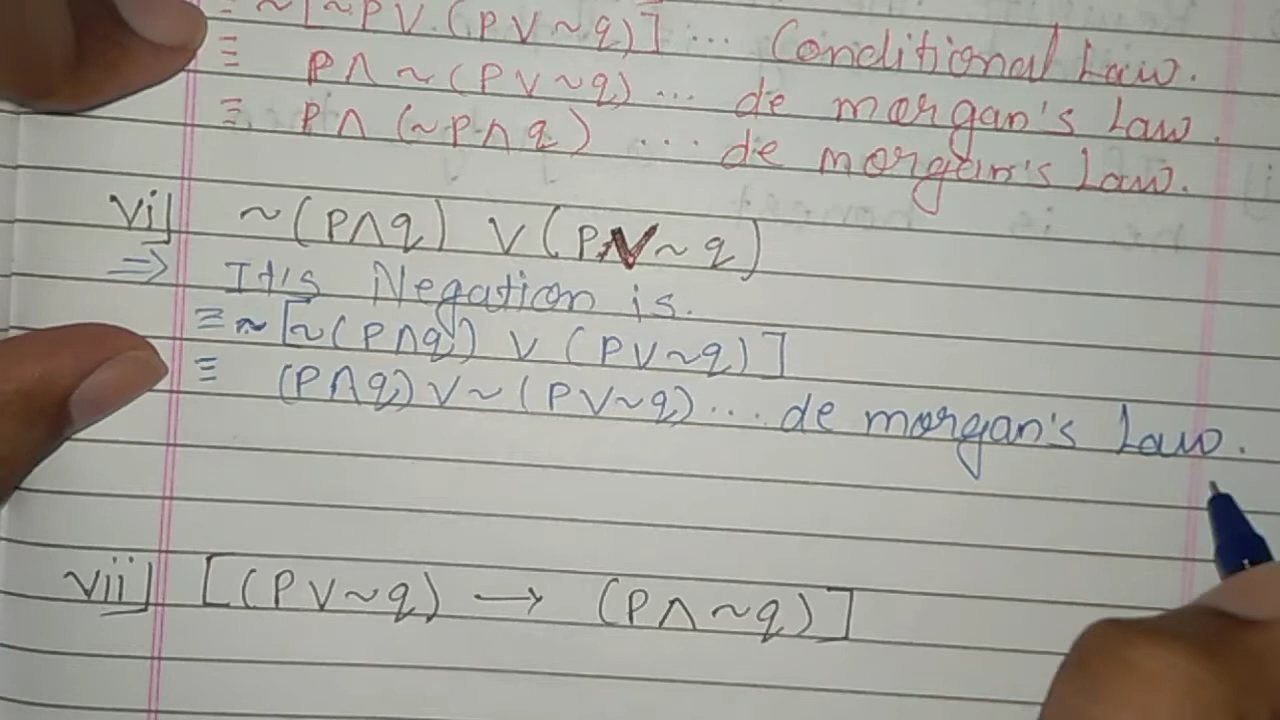 ≡ ~[~p∨(p∨~q)] ... Conditional Law.
≡ p∧~(p∨~q) ... de morgan's Law.
≡ p∧(~p∧q) ... de morgan's Law.
vi] ~(p∧q) ∨ (p∨~q)
⇒ It's Negation is.
≡ ~[~(p∧q) ∨ (p∨~q)]
≡ (p∧q)∨~(p∨~q)... de morgan's Law.
vii] [(p∨~q) → (p∧~q)]